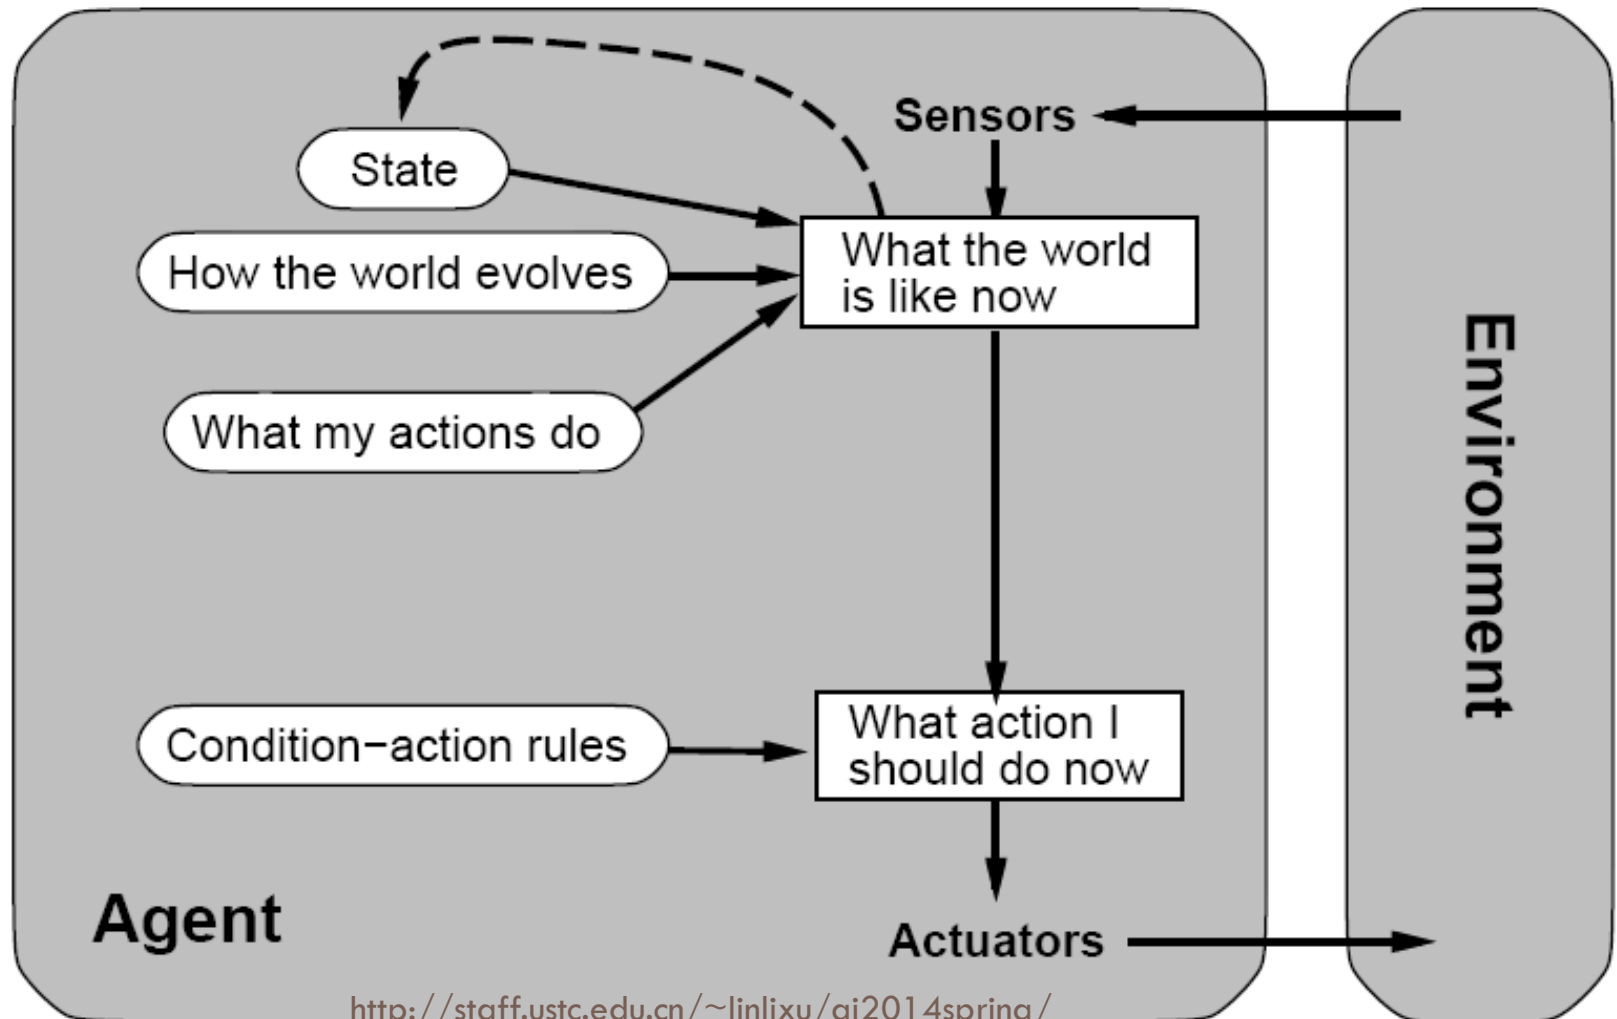 Sensors
State
How the world evolves
What the world
is like now
What my actions do
Environment
Condition−action rules
What action I
should do now
Agent
Actuators
http://staff.ustc.edu.cn/~linlixu/ai2014spring/